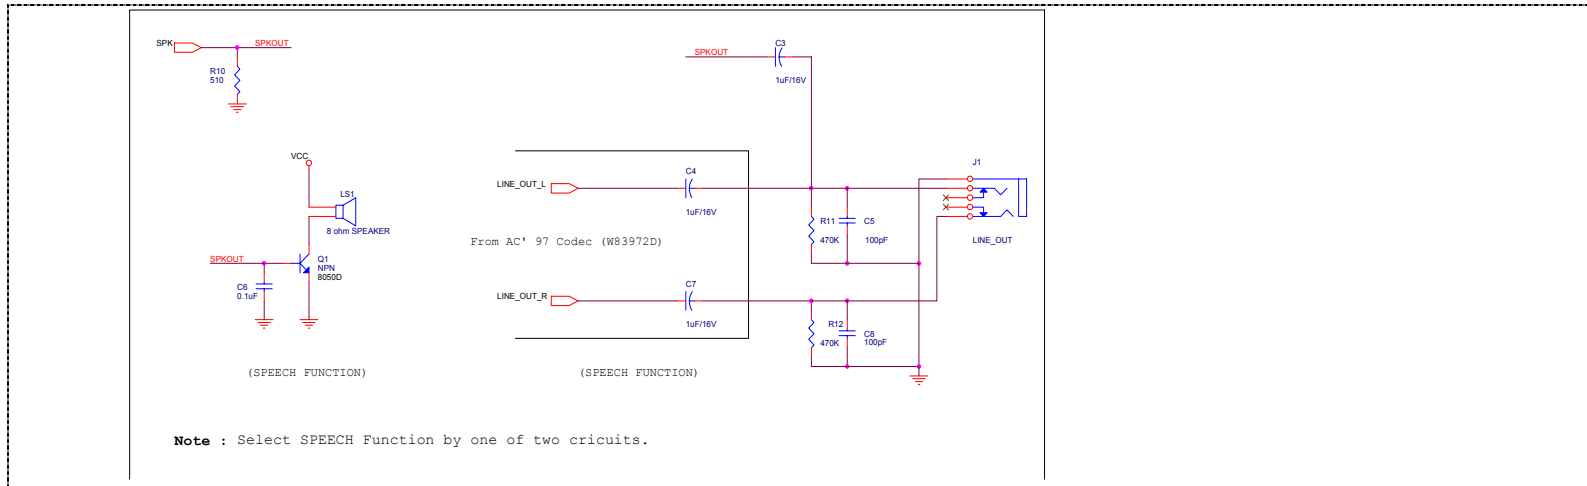 SPK
SPKOUT
R10
510
SPKOUT
C3
1uF/16V
VCC
LS1
8 ohm SPEAKER
SPKOUT
Q1
NPN
8050D
C6
0.1uF
(SPEECH FUNCTION)
LINE_OUT_L
C4
1uF/16V
From AC' 97 Codec (W83972D)
LINE_OUT_R
C7
1uF/16V
(SPEECH FUNCTION)
R11
470K
C5
100pF
R12
470K
C8
100pF
J1
LINE_OUT
Note : Select SPEECH Function by one of two cricuits.